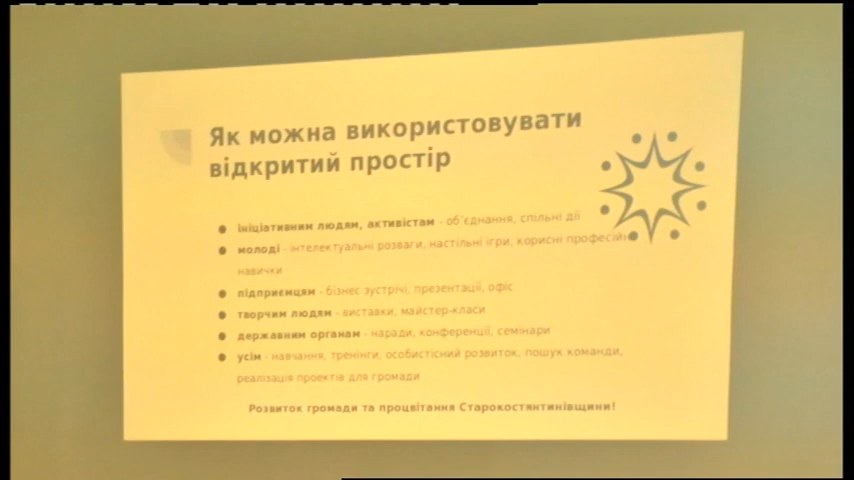 Як можна використовувати
відкритий простір
● ініціативним людям, активістам - об'єднання, спільні дії
● молоді - інтелектуальні розваги, настільні ігри, корисні професійні
навички
● підприємцям - бізнес зустрічі, презентації, офіс
● творчим людям - виставки, майстер-класи
● державним органам - наради, конференції, семінари
● усім - навчання, тренінги, особистісний розвиток, пошук команди,
реалізація проектів для громади
Розвиток громади та процвітання Старокостянтинівщини!